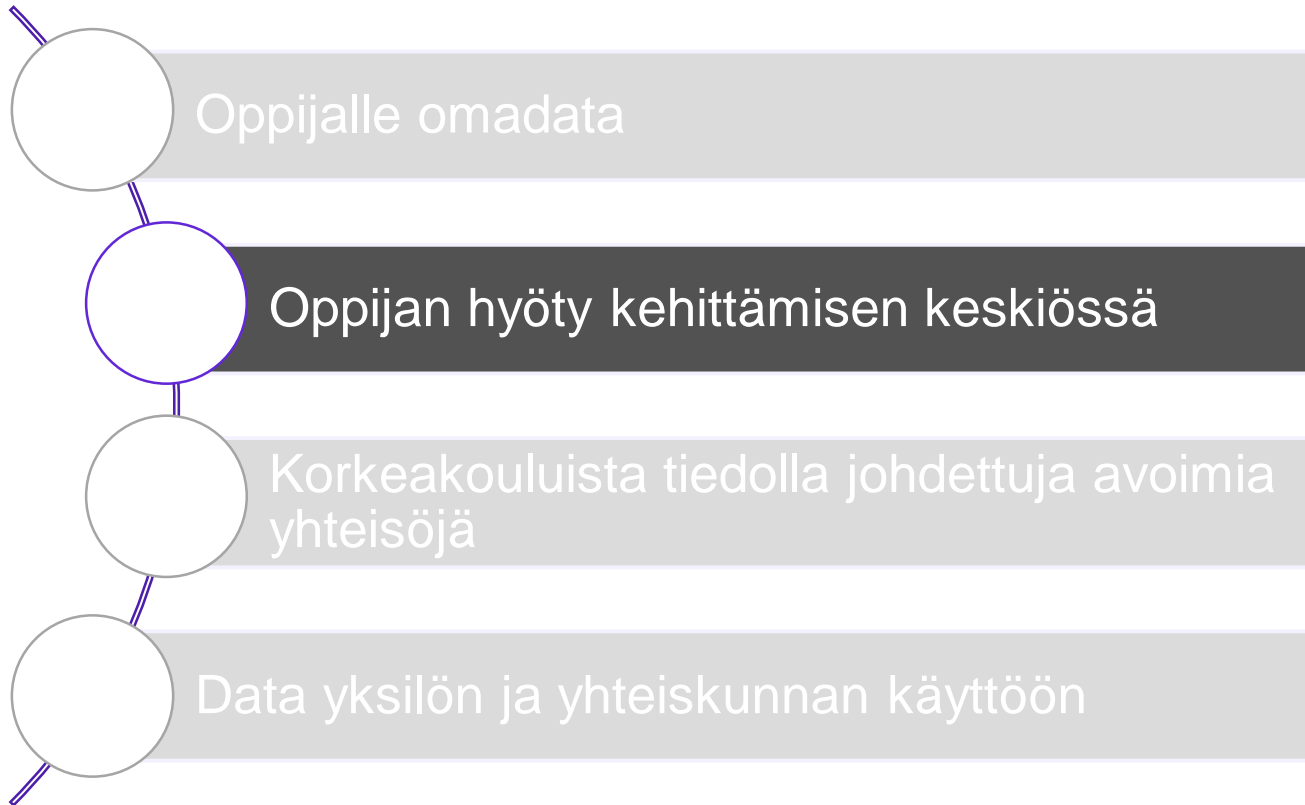 Oppijalle omadata
Oppijan hyöty kehittämisen keskiössä
Korkeakouluista tiedolla johdettuja avoimia
yhteisöjä
Data yksilön ja yhteiskunnan käyttöön